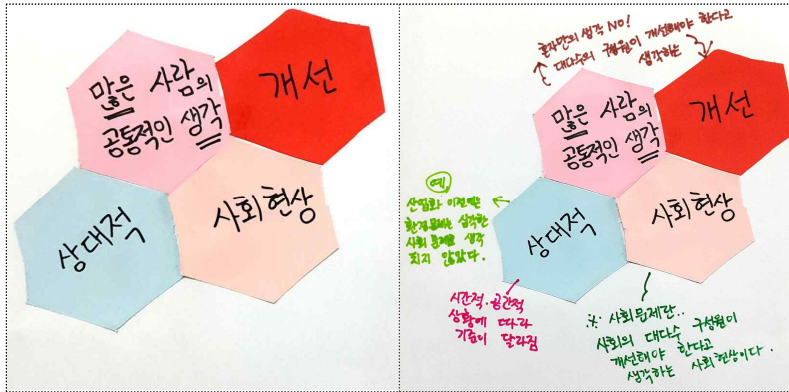 많은 사람의
공통적인 생각
개선
상대적
사회현상
혼자만의 생각 NO!
대다수의 구성원이 개선해야 한다고
생각하는
많은 사람의
공통적인 생각
개선
예,
산업화 이전에는
환경문제는 심각한
사회 문제로 생각
되지 않았다.
상대적
사회현상
시간적·공간적
상황에 따라
기준이 달라짐
※ 사회문제란..
사회의 대다수 구성원이
개선해야 한다고
생각하는 사회현상이다.